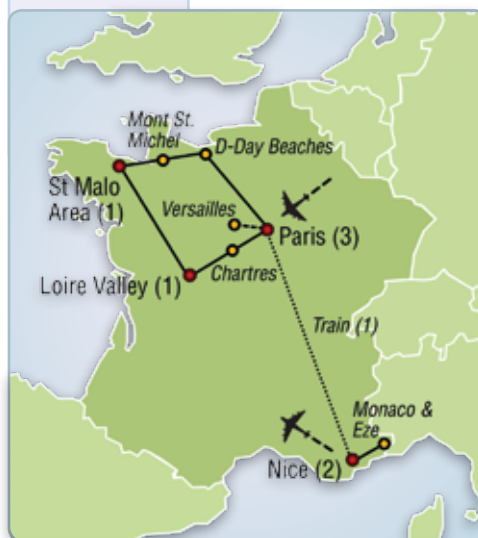 Mont St.
Michel
D-Day Beaches
St Malo
Area (1)
Versailles
Paris (3)
Loire Valley (1)
Chartres
Train (1)
Monaco &
Eze
Nice (2)